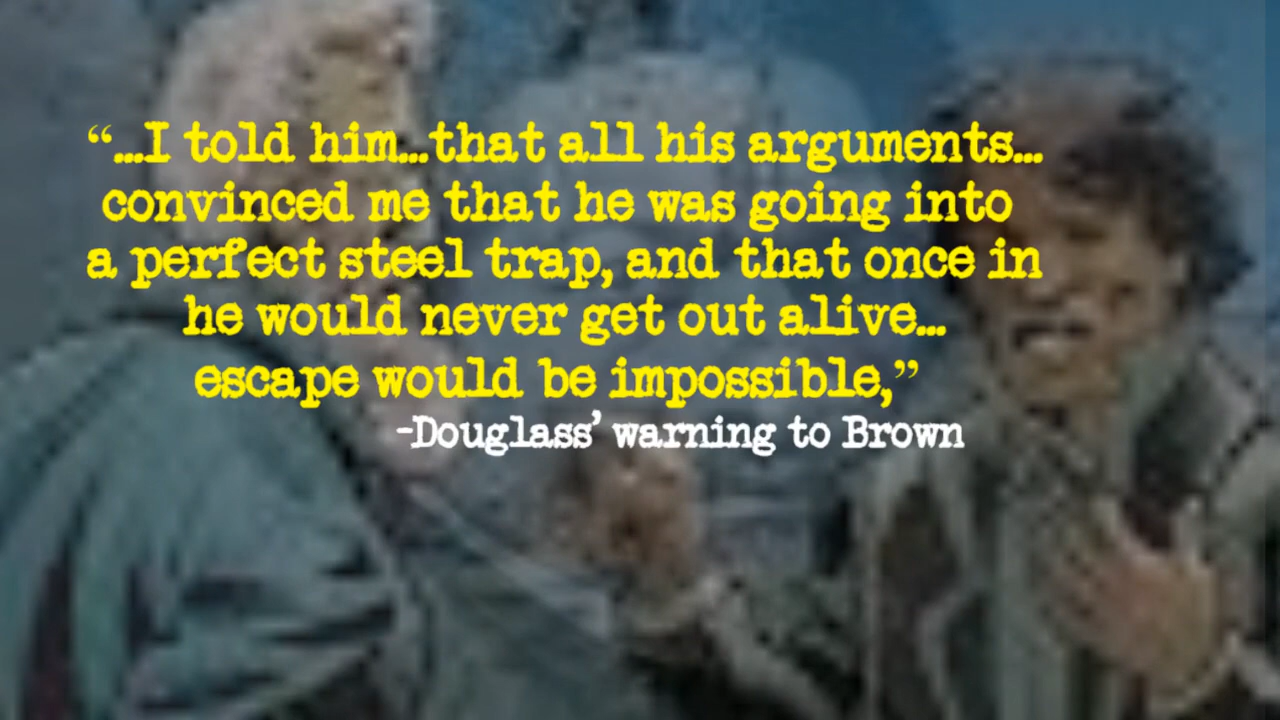 “...I told him...that all his arguments...
convinced me that he was going into
a perfect steel trap, and that once in
he would never get out alive...
escape would be impossible,”
-Douglass’ warning to Brown